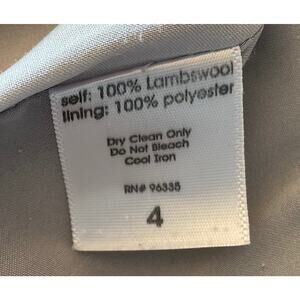 self: 100% Lambswool
lining: 100% polyester
Dry Clean Only
Do Not Bleach
Cool Iron
RN# 96335
4